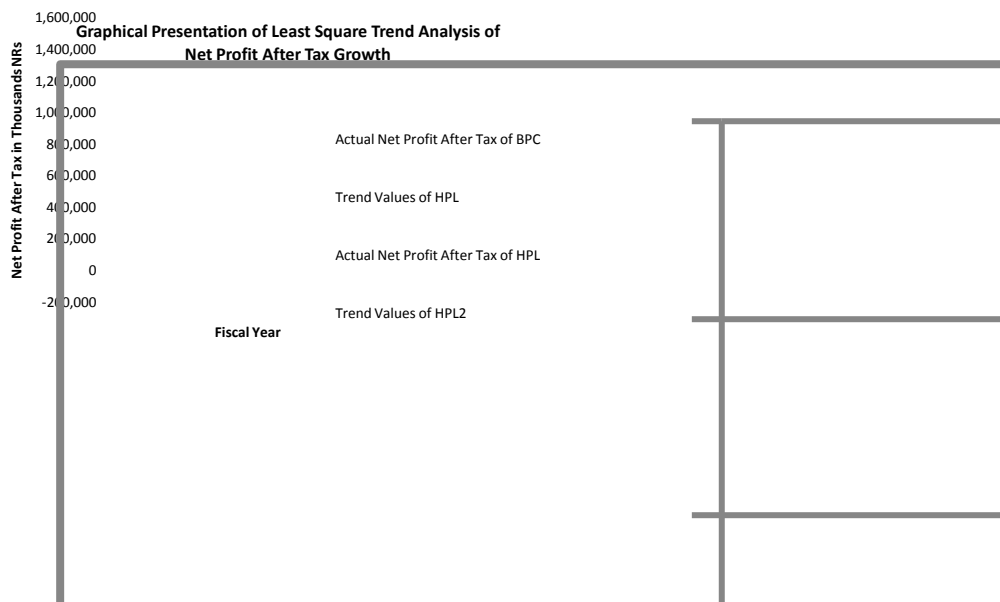 Graphical Presentation of Least Square Trend Analysis of
Net Profit After Tax Growth
Net Profit After Tax in Thousands NRs
1,600,000
1,400,000
1,200,000
1,000,000
800,000
600,000
400,000
200,000
0
-200,000
Actual Net Profit After Tax of BPC
Trend Values of HPL
Actual Net Profit After Tax of HPL
Trend Values of HPL2
Fiscal Year